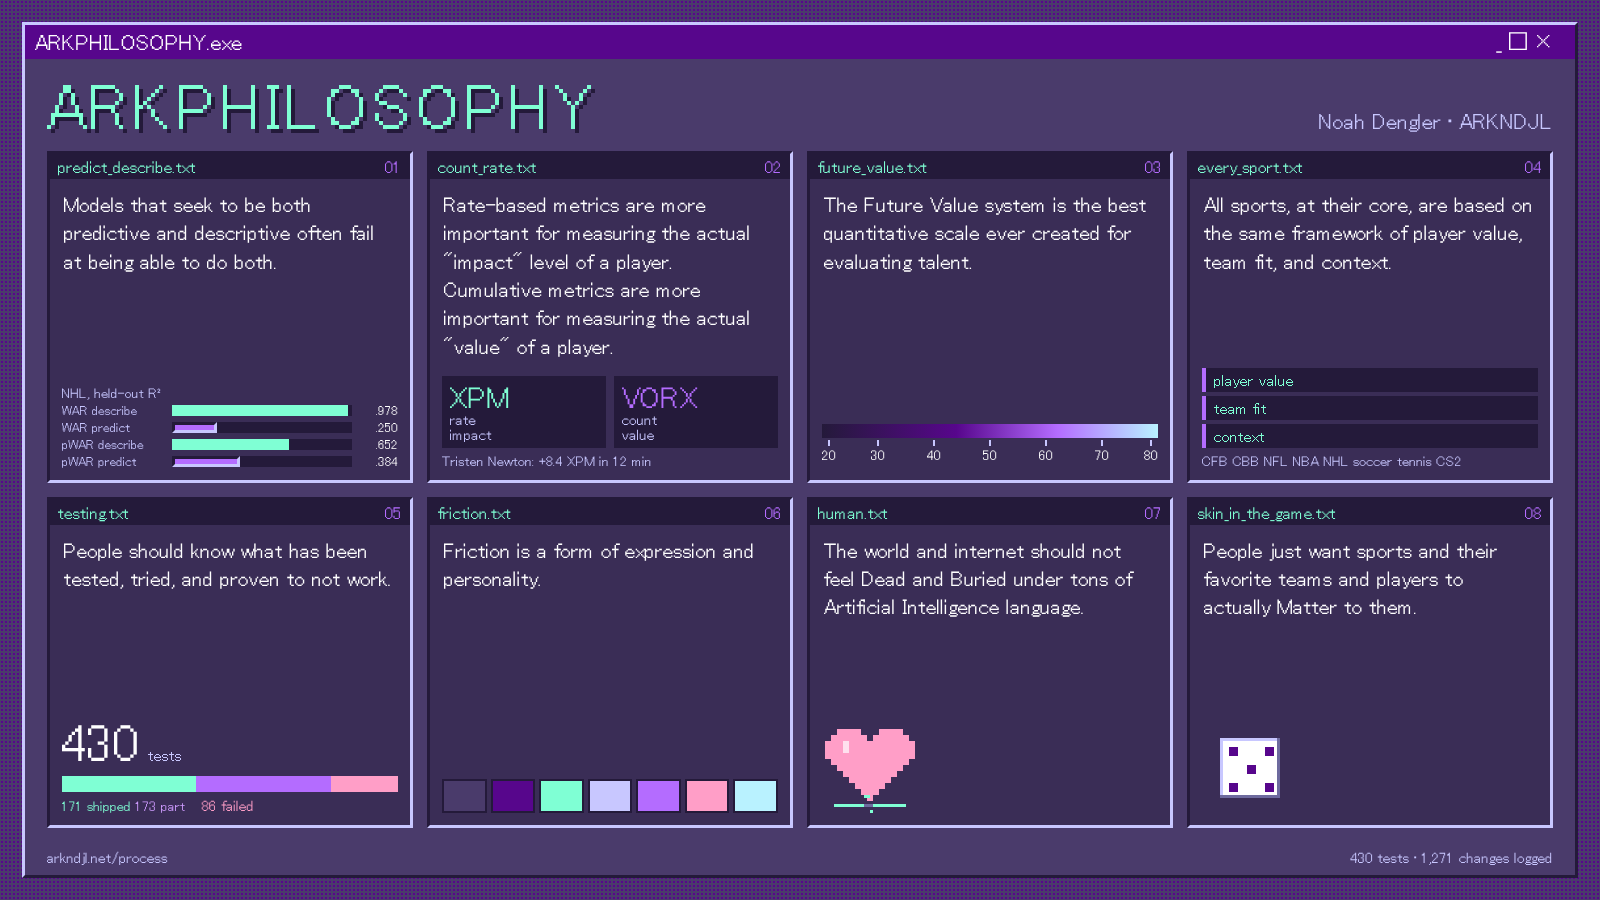 ARKPHILOSOPHY.exe
ARKPHILOSOPHY
Noah Dengler • ARKNDJL
predict_describe.txt 01
Models that seek to be both
predictive and descriptive often fail
at being able to do both.
NHL, held-out R²
WAR describe .978
WAR predict .250
pWAR describe .652
pWAR predict .384
count_rate.txt 02
Rate-based metrics are more
important for measuring the actual
"impact" level of a player.
Cumulative metrics are more
important for measuring the actual
"value" of a player.
XPM
rate
impact
VORX
count
value
Tristen Newton: +8.4 XPM in 12 min
future_value.txt 03
The Future Value system is the best
quantitative scale ever created for
evaluating talent.
20 30 40 50 60 70 80
every_sport.txt 04
All sports, at their core, are based on
the same framework of player value,
team fit, and context.
player value
team fit
context
CFB CBB NFL NBA NHL soccer tennis CS2
testing.txt 05
People should know what has been
tested, tried, and proven to not work.
430 tests
171 shipped 173 part 86 failed
friction.txt 06
Friction is a form of expression and
personality.
human.txt 07
The world and internet should not
feel Dead and Buried under tons of
Artificial Intelligence language.
skin_in_the_game.txt 08
People just want sports and their
favorite teams and players to
actually Matter to them.
arkndjl.net/process
430 tests • 1,271 changes logged